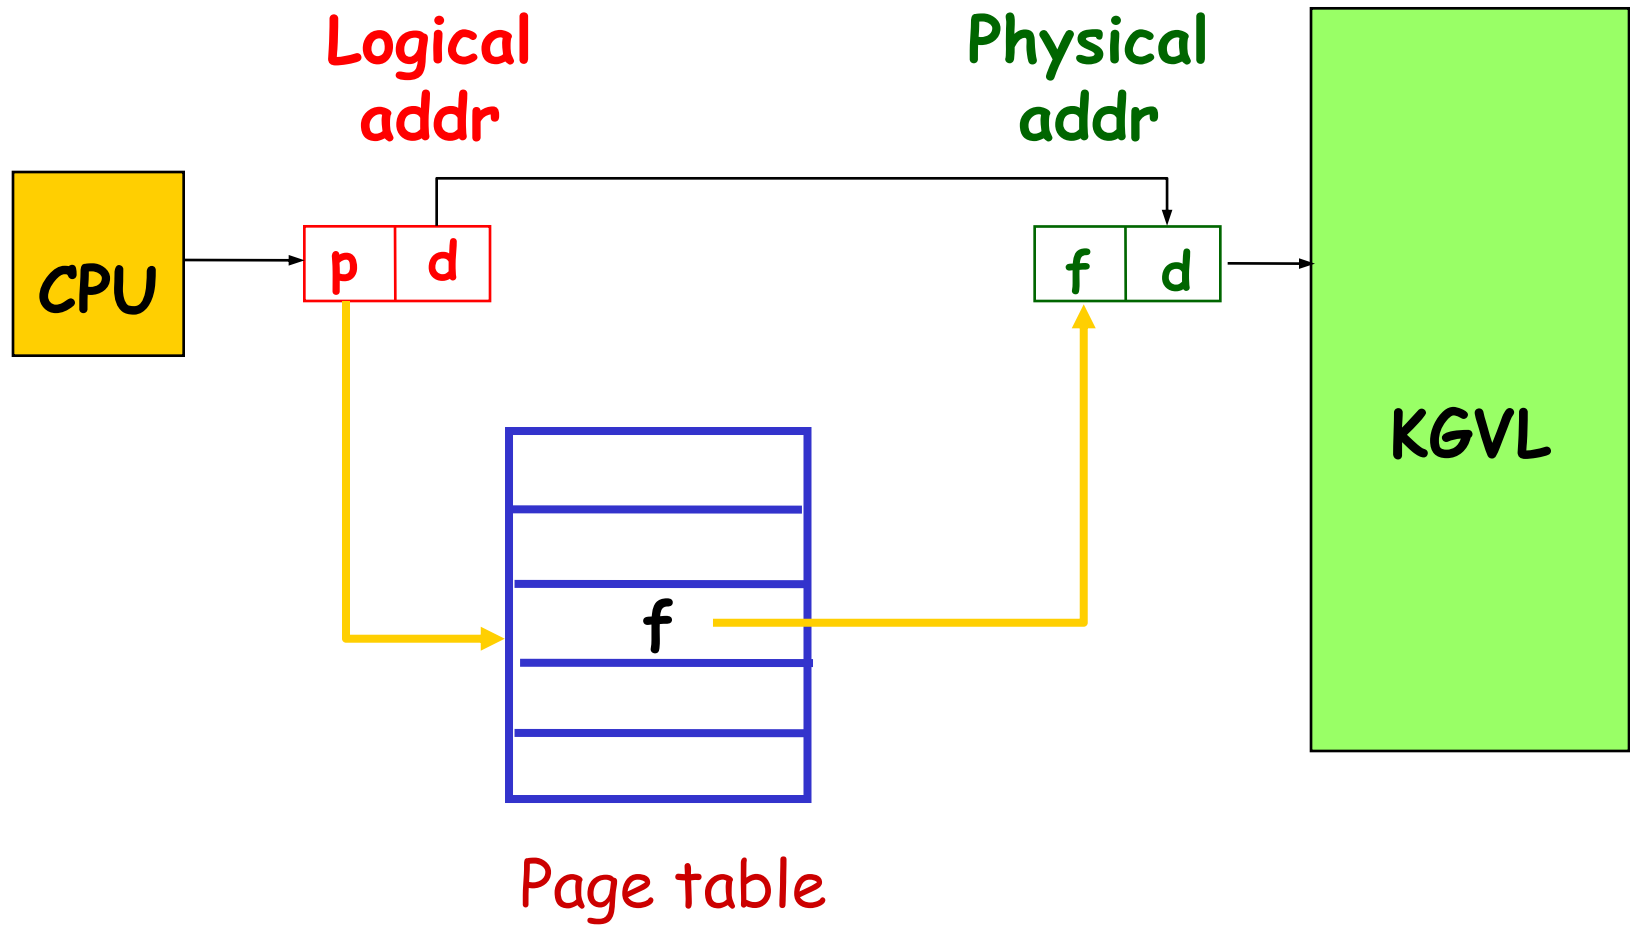 Logical
addr
Physical
addr
CPU
p d
f d
KGVL
f
Page table